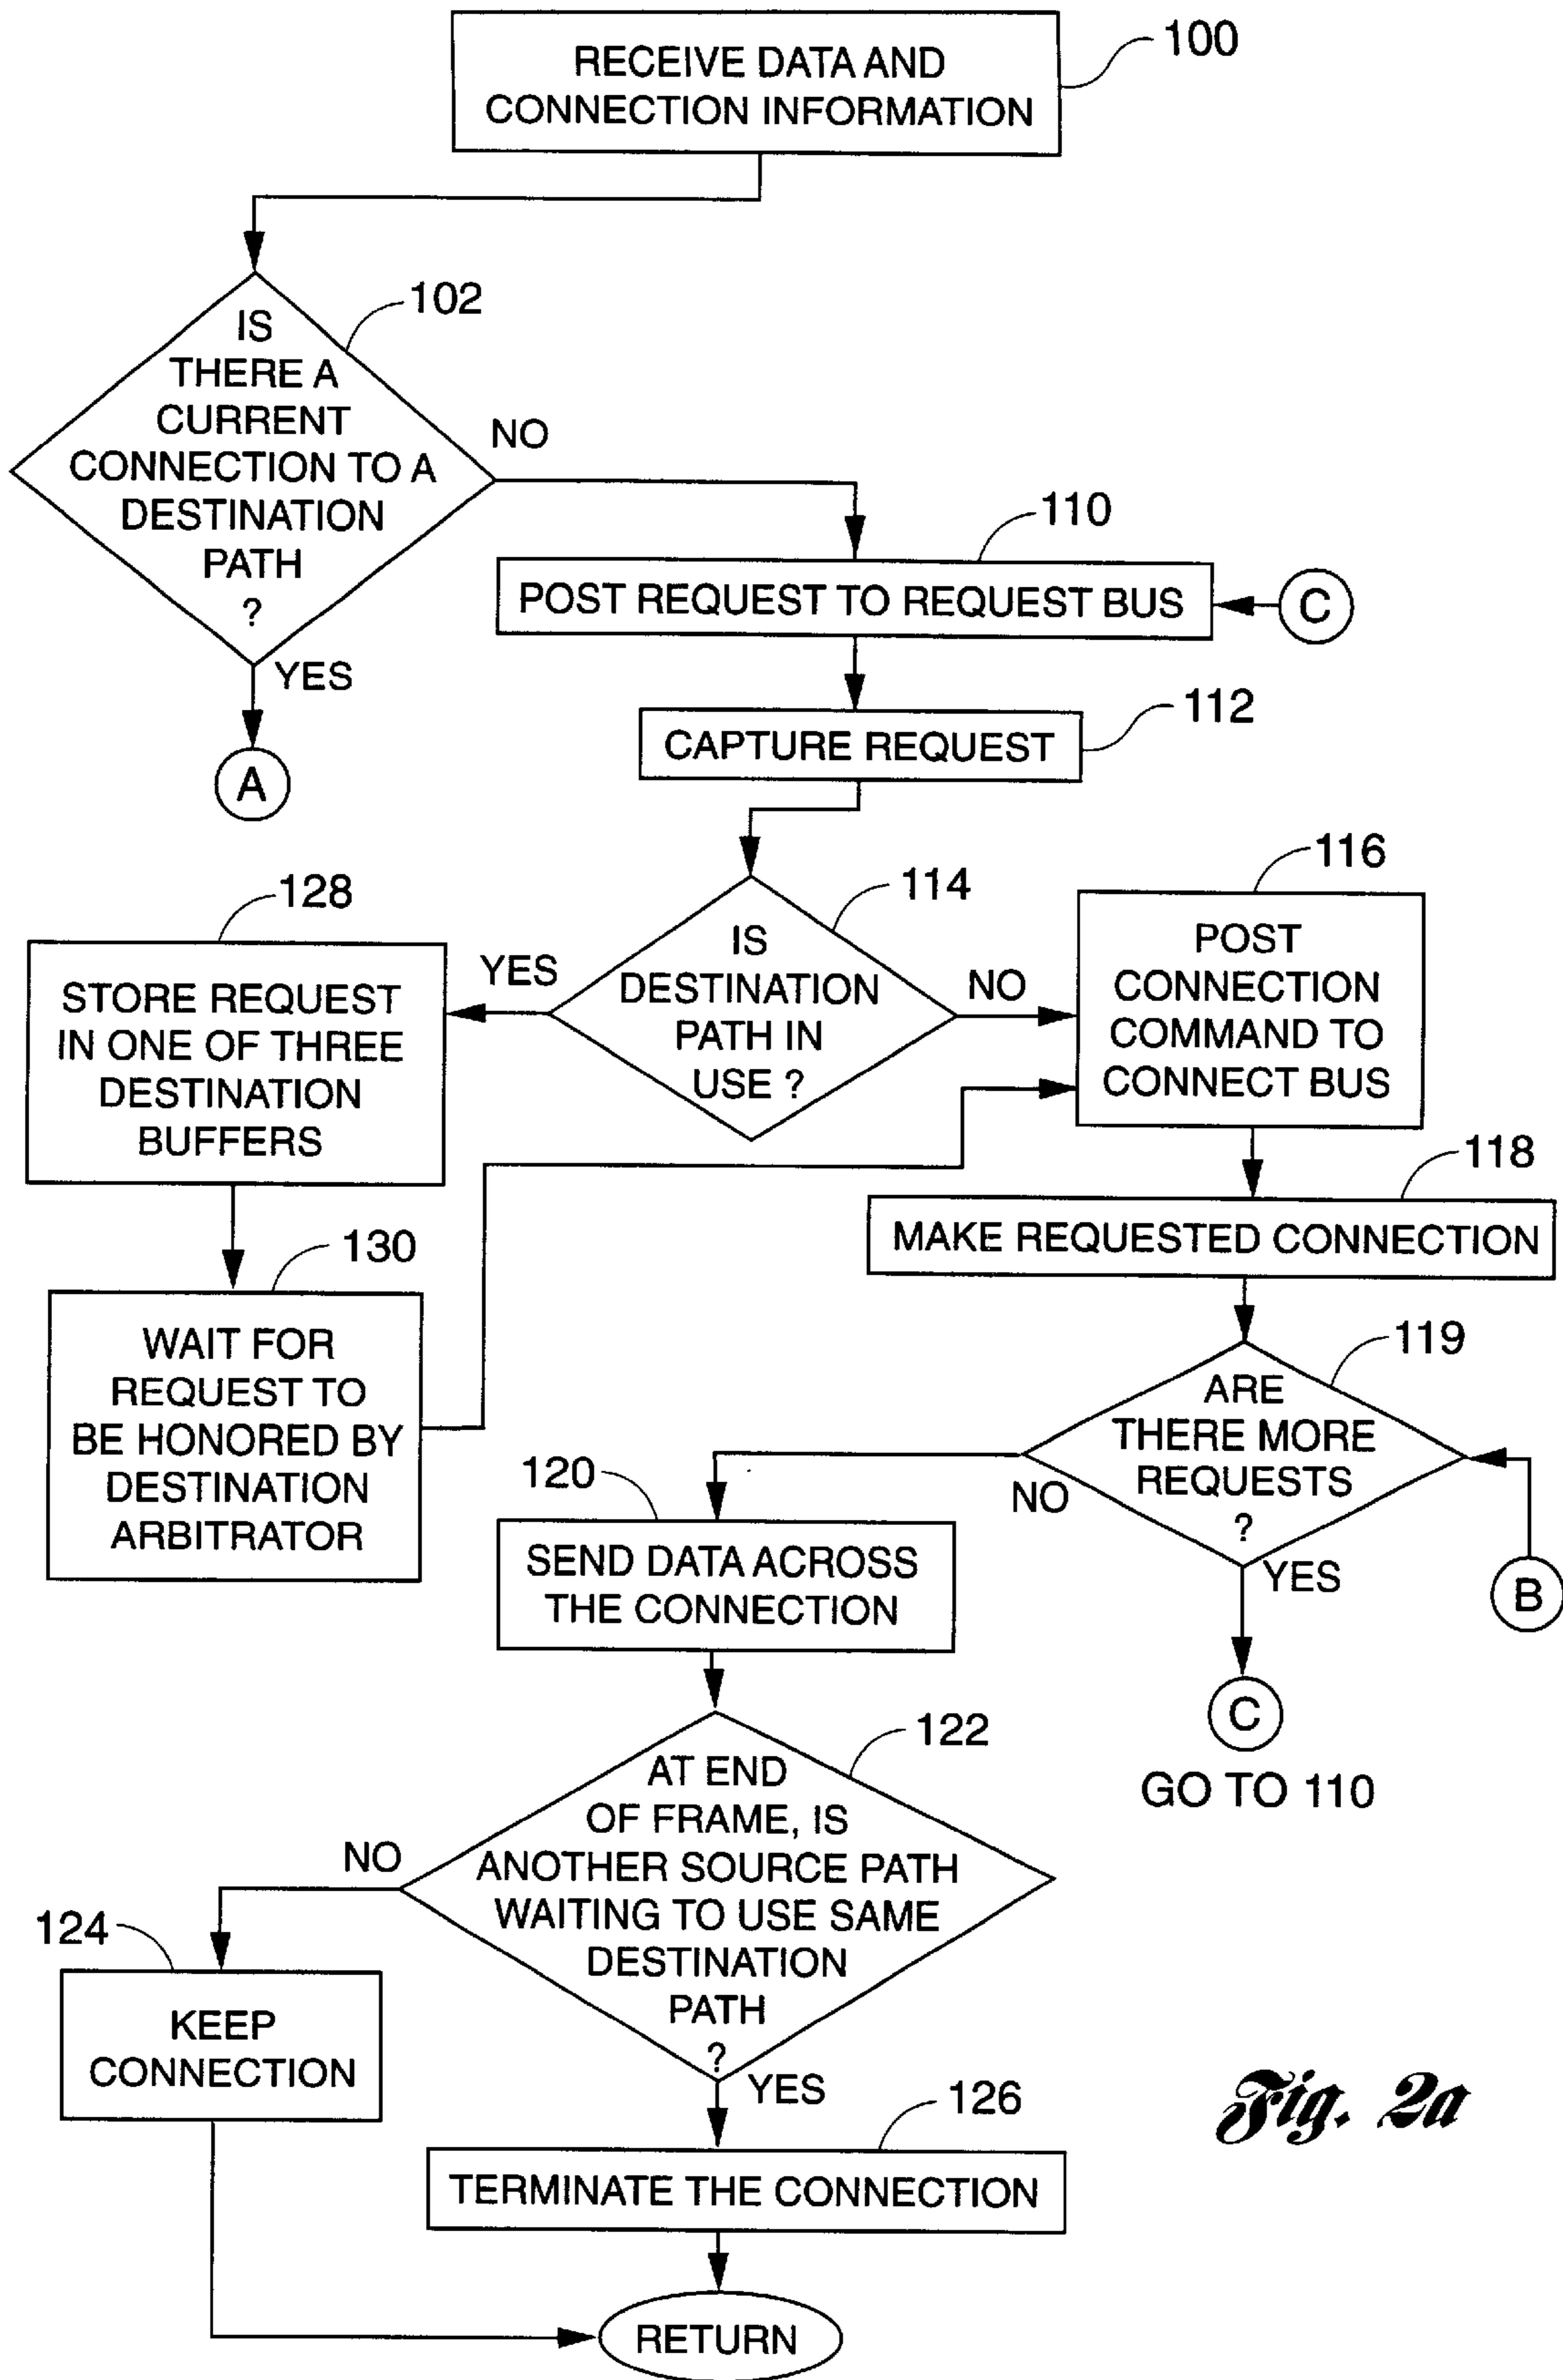 RECEIVE DATA AND
CONNECTION INFORMATION
100
IS
THERE A
CURRENT
CONNECTION TO A
DESTINATION
PATH
?
102
NO
YES
A
110
POST REQUEST TO REQUEST BUS
C
112
CAPTURE REQUEST
114
IS
DESTINATION
PATH IN
USE ?
YES
NO
128
STORE REQUEST
IN ONE OF THREE
DESTINATION
BUFFERS
116
POST
CONNECTION
COMMAND TO
CONNECT BUS
130
WAIT FOR
REQUEST TO
BE HONORED BY
DESTINATION
ARBITRATOR
118
MAKE REQUESTED CONNECTION
119
ARE
THERE MORE
REQUESTS
?
NO
YES
B
C
GO TO 110
120
SEND DATA ACROSS
THE CONNECTION
122
AT END
OF FRAME, IS
ANOTHER SOURCE PATH
WAITING TO USE SAME
DESTINATION
PATH
?
NO
YES
124
KEEP
CONNECTION
126
TERMINATE THE CONNECTION
RETURN
Fig. 2a